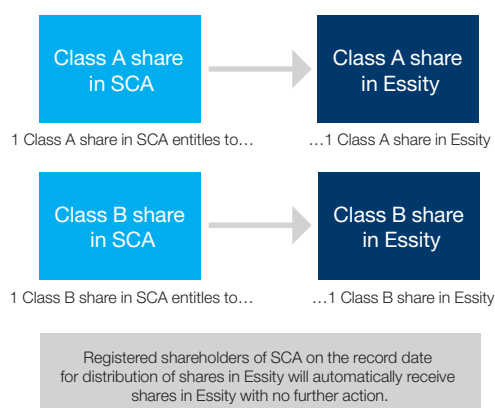 Class A share
in SCA
Class A share
in Essity
1 Class A share in SCA entitles to…
…1 Class A share in Essity
Class B share
in SCA
Class B share
in Essity
1 Class B share in SCA entitles to…
…1 Class B share in Essity
Registered shareholders of SCA on the record date
for distribution of shares in Essity will automatically receive
shares in Essity with no further action.